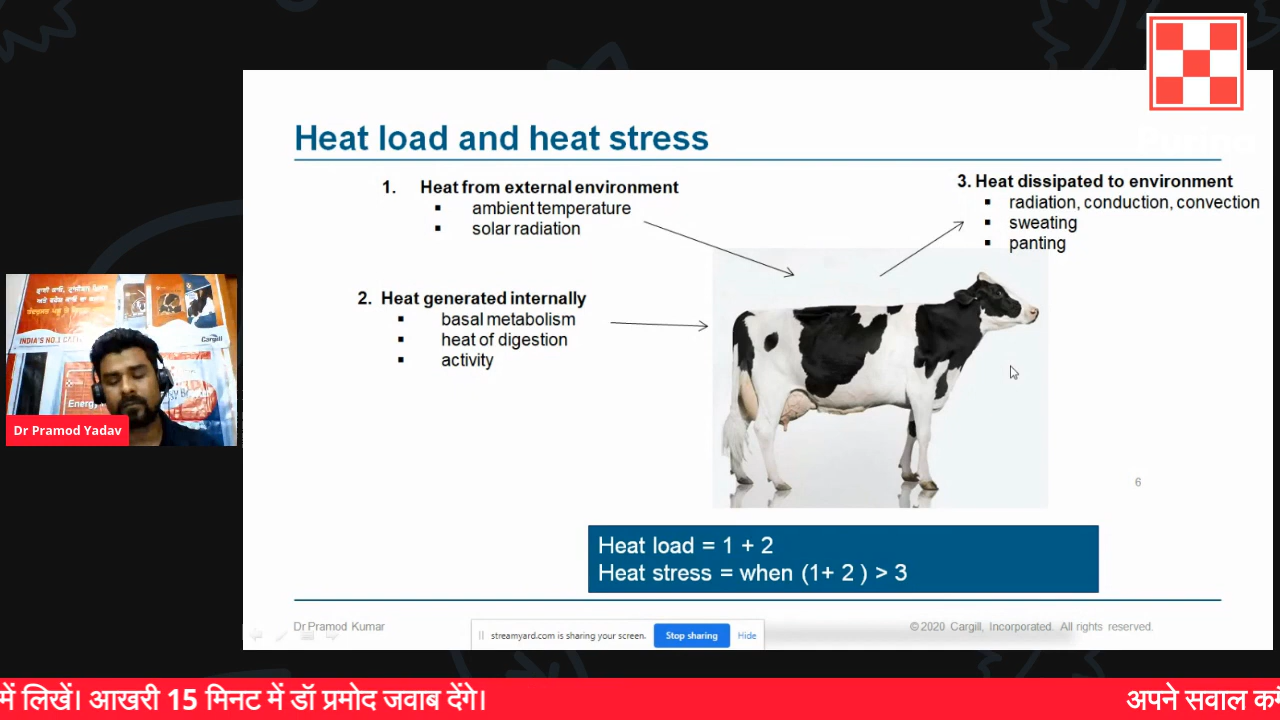 Heat load and heat stress
1. Heat from external environment
▪ ambient temperature
▪ solar radiation
2. Heat generated internally
▪ basal metabolism
▪ heat of digestion
▪ activity
3. Heat dissipated to environment
▪ radiation, conduction, convection
▪ sweating
▪ panting
6
Heat load = 1 + 2
Heat stress = when (1+ 2 ) > 3
Dr Pramod Kumar
© 2020 Cargill, Incorporated. All rights reserved.
streamyard.com is sharing your screen.
Stop sharing
Hide
INDIA'S NO.1
Cargill
Dr Pramod Yadav
में लिखें। आखरी 15 मिनट में डॉ प्रमोद जवाब देंगे।
अपने सवाल